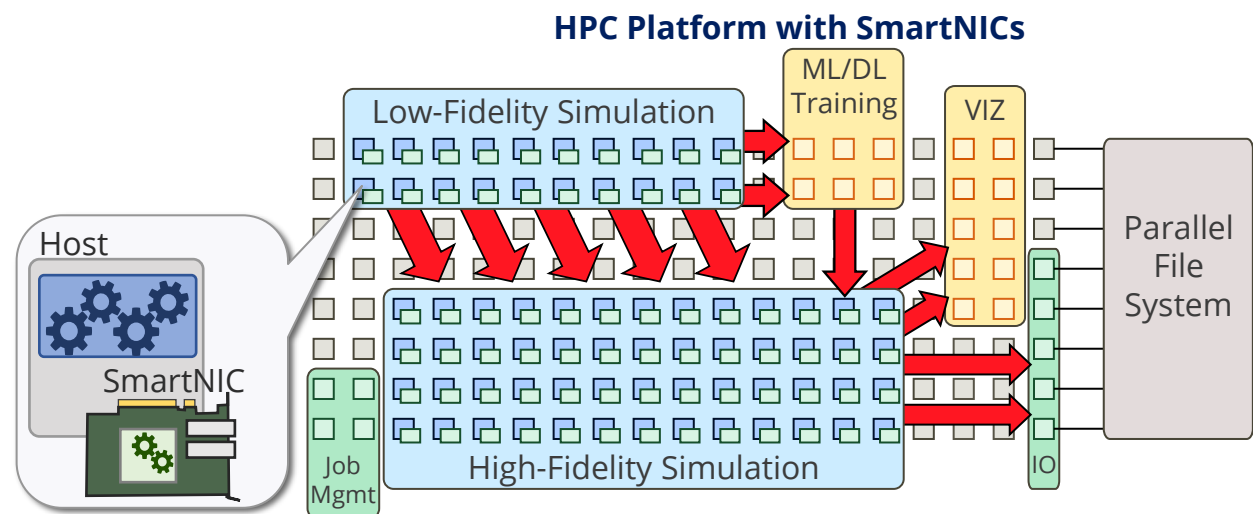 HPC Platform with SmartNICs
Low-Fidelity Simulation
ML/DL
Training
VIZ
Host
SmartNIC
Parallel
File
System
Job
Mgmt
High-Fidelity Simulation
IO